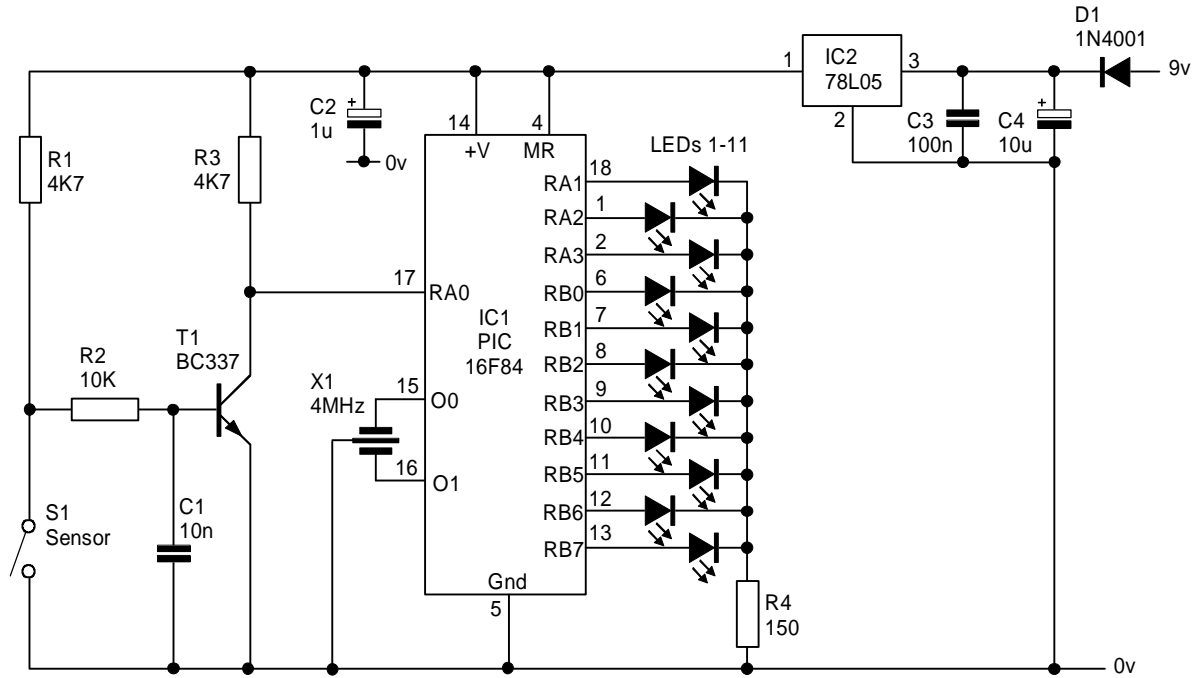 D1
1N4001
9v
1
IC2
78L05
3
2
C3
100n
C4
+
10u
R1
4K7
R3
4K7
C2
1u
+
0v
14
+V
4
MR
LEDs 1-11
RA1
18
RA2
1
RA3
2
RB0
6
RB1
7
RB2
8
RB3
9
RB4
10
RB5
11
RB6
12
RB7
13
17
RA0
IC1
PIC
16F84
T1
BC337
R2
10K
X1
4MHz
15
O0
16
O1
S1
Sensor
C1
10n
Gnd
5
R4
150
0v